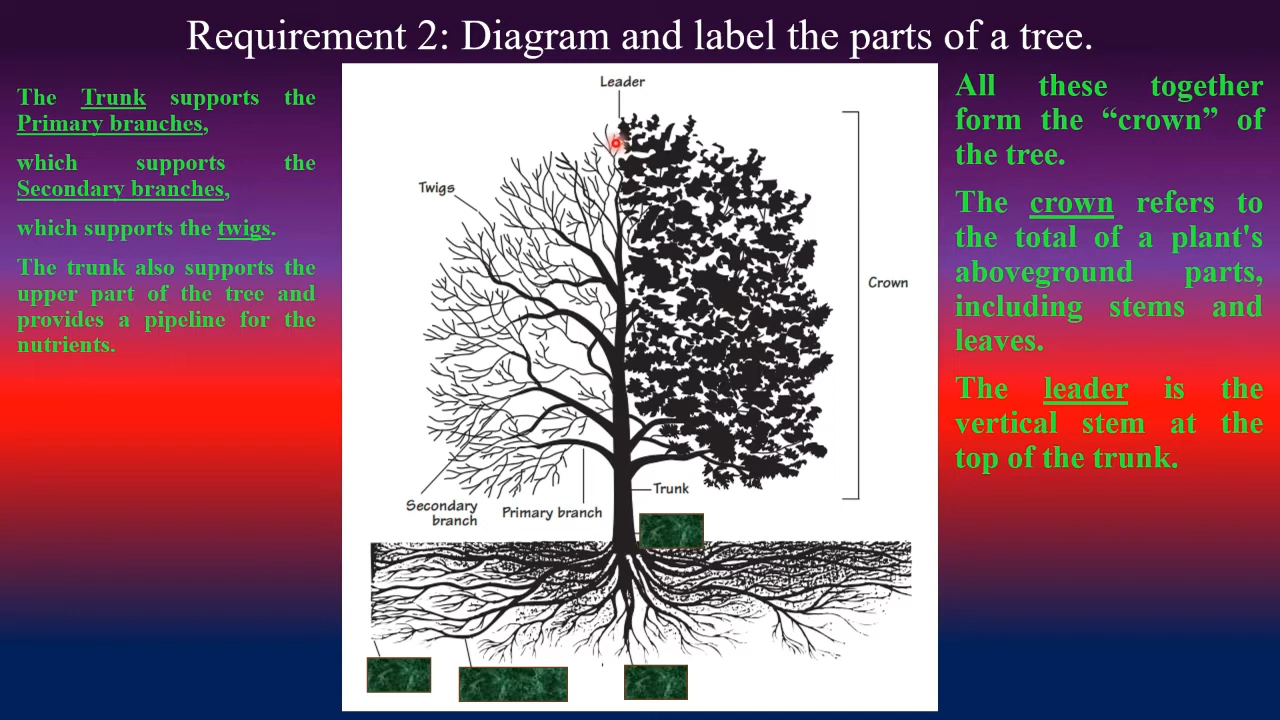 Requirement 2: Diagram and label the parts of a tree.
The Trunk supports the
Primary branches,
which supports the
Secondary branches,
which supports the twigs.
The trunk also supports the
upper part of the tree and
provides a pipeline for the
nutrients.
Leader
Twigs
Crown
Secondary
branch
Primary branch
Trunk
All these together
form the “crown” of
the tree.
The crown refers to
the total of a plant's
aboveground parts,
including stems and
leaves.
The leader is the
vertical stem at the
top of the trunk.